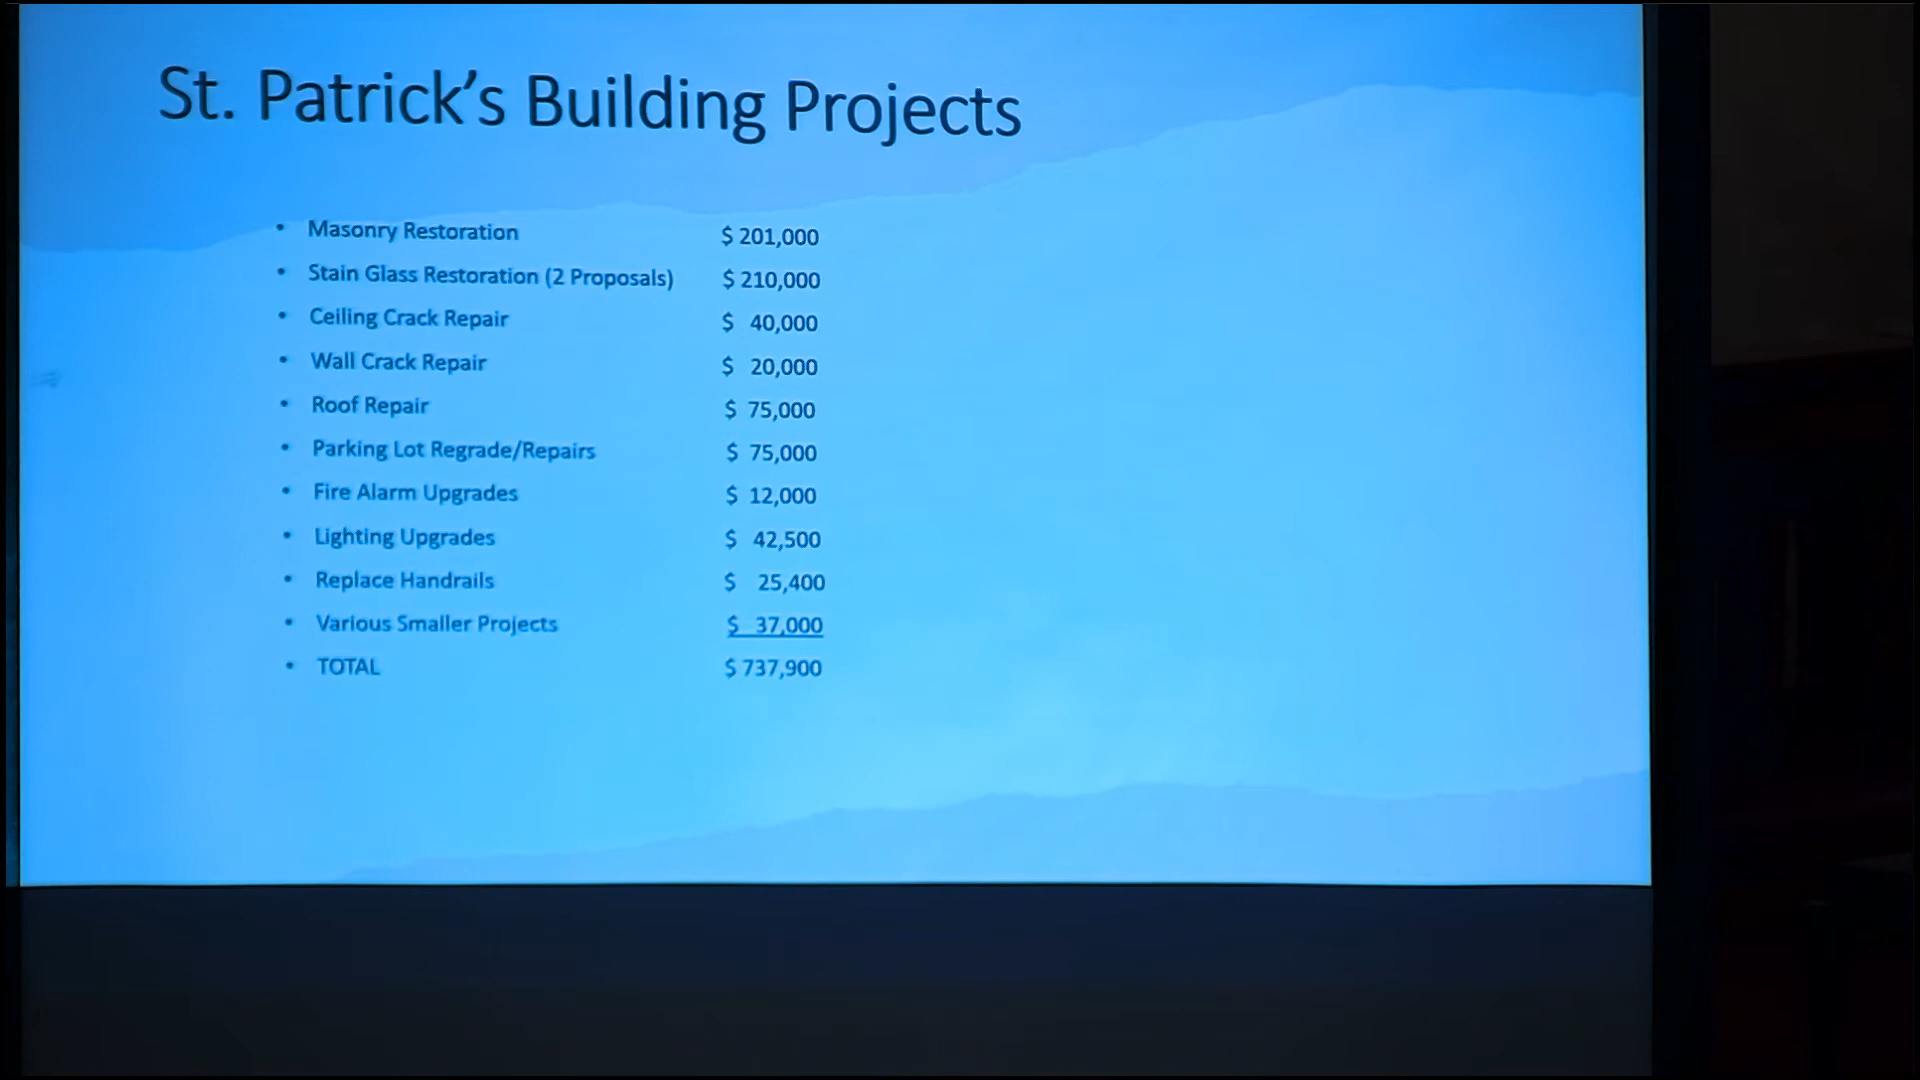 St. Patrick's Building Projects
• Masonry Restoration $ 201,000
• Stain Glass Restoration (2 Proposals) $ 210,000
• Ceiling Crack Repair $ 40,000
• Wall Crack Repair $ 20,000
• Roof Repair $ 75,000
• Parking Lot Regrade/Repairs $ 75,000
• Fire Alarm Upgrades $ 12,000
• Lighting Upgrades $ 42,500
• Replace Handrails $ 25,400
• Various Smaller Projects $ 37,000
• TOTAL $ 737,900